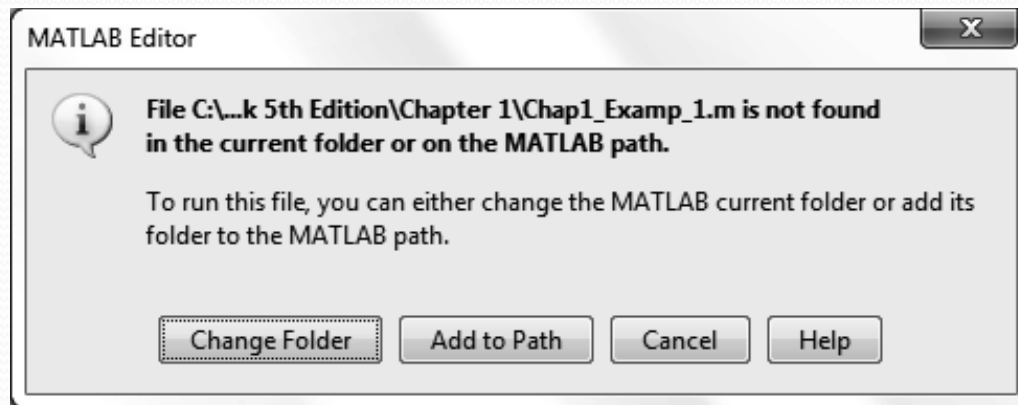 MATLAB Editor
X
File C:\...k 5th Edition\Chapter 1\Chap1_Examp_1.m is not found
in the current folder or on the MATLAB path.
To run this file, you can either change the MATLAB current folder or add its
folder to the MATLAB path.
Change Folder Add to Path Cancel Help